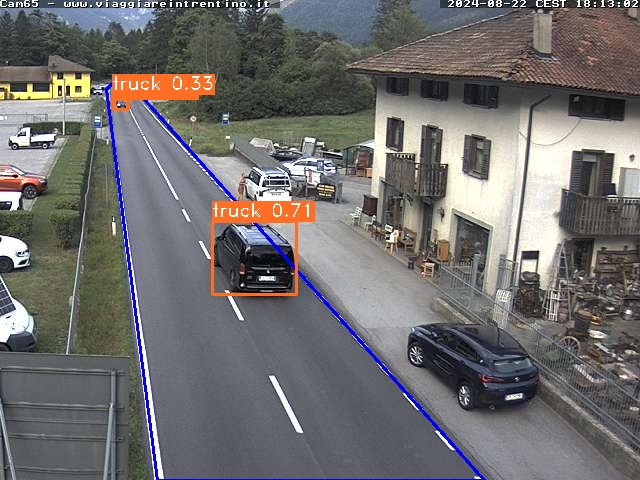 Cam65 - www.viaggiareintrentino.it
2024-08-22 CEST 18:13:02
truck 0.33
truck 0.71